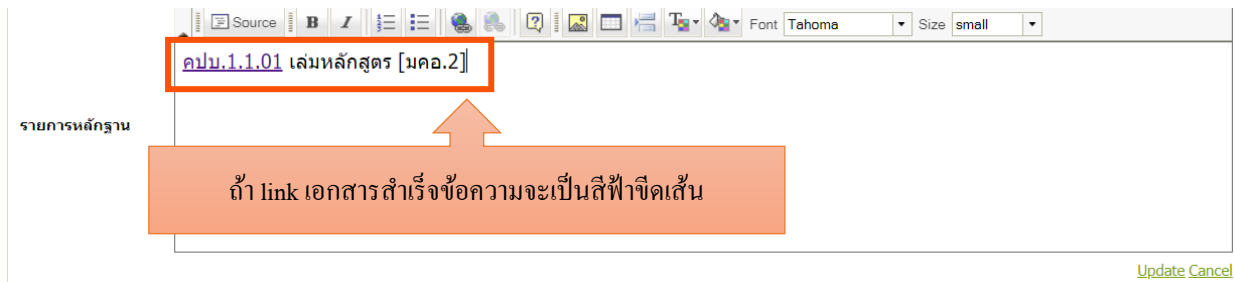 Source B I Font Tahoma Size small
คปบ.1.1.01 เล่มหลักสูตร [มคอ.2]
รายการหลักฐาน
ถ้า link เอกสารสำเร็จข้อความจะเป็นสีฟ้าขีดเส้น
Update Cancel